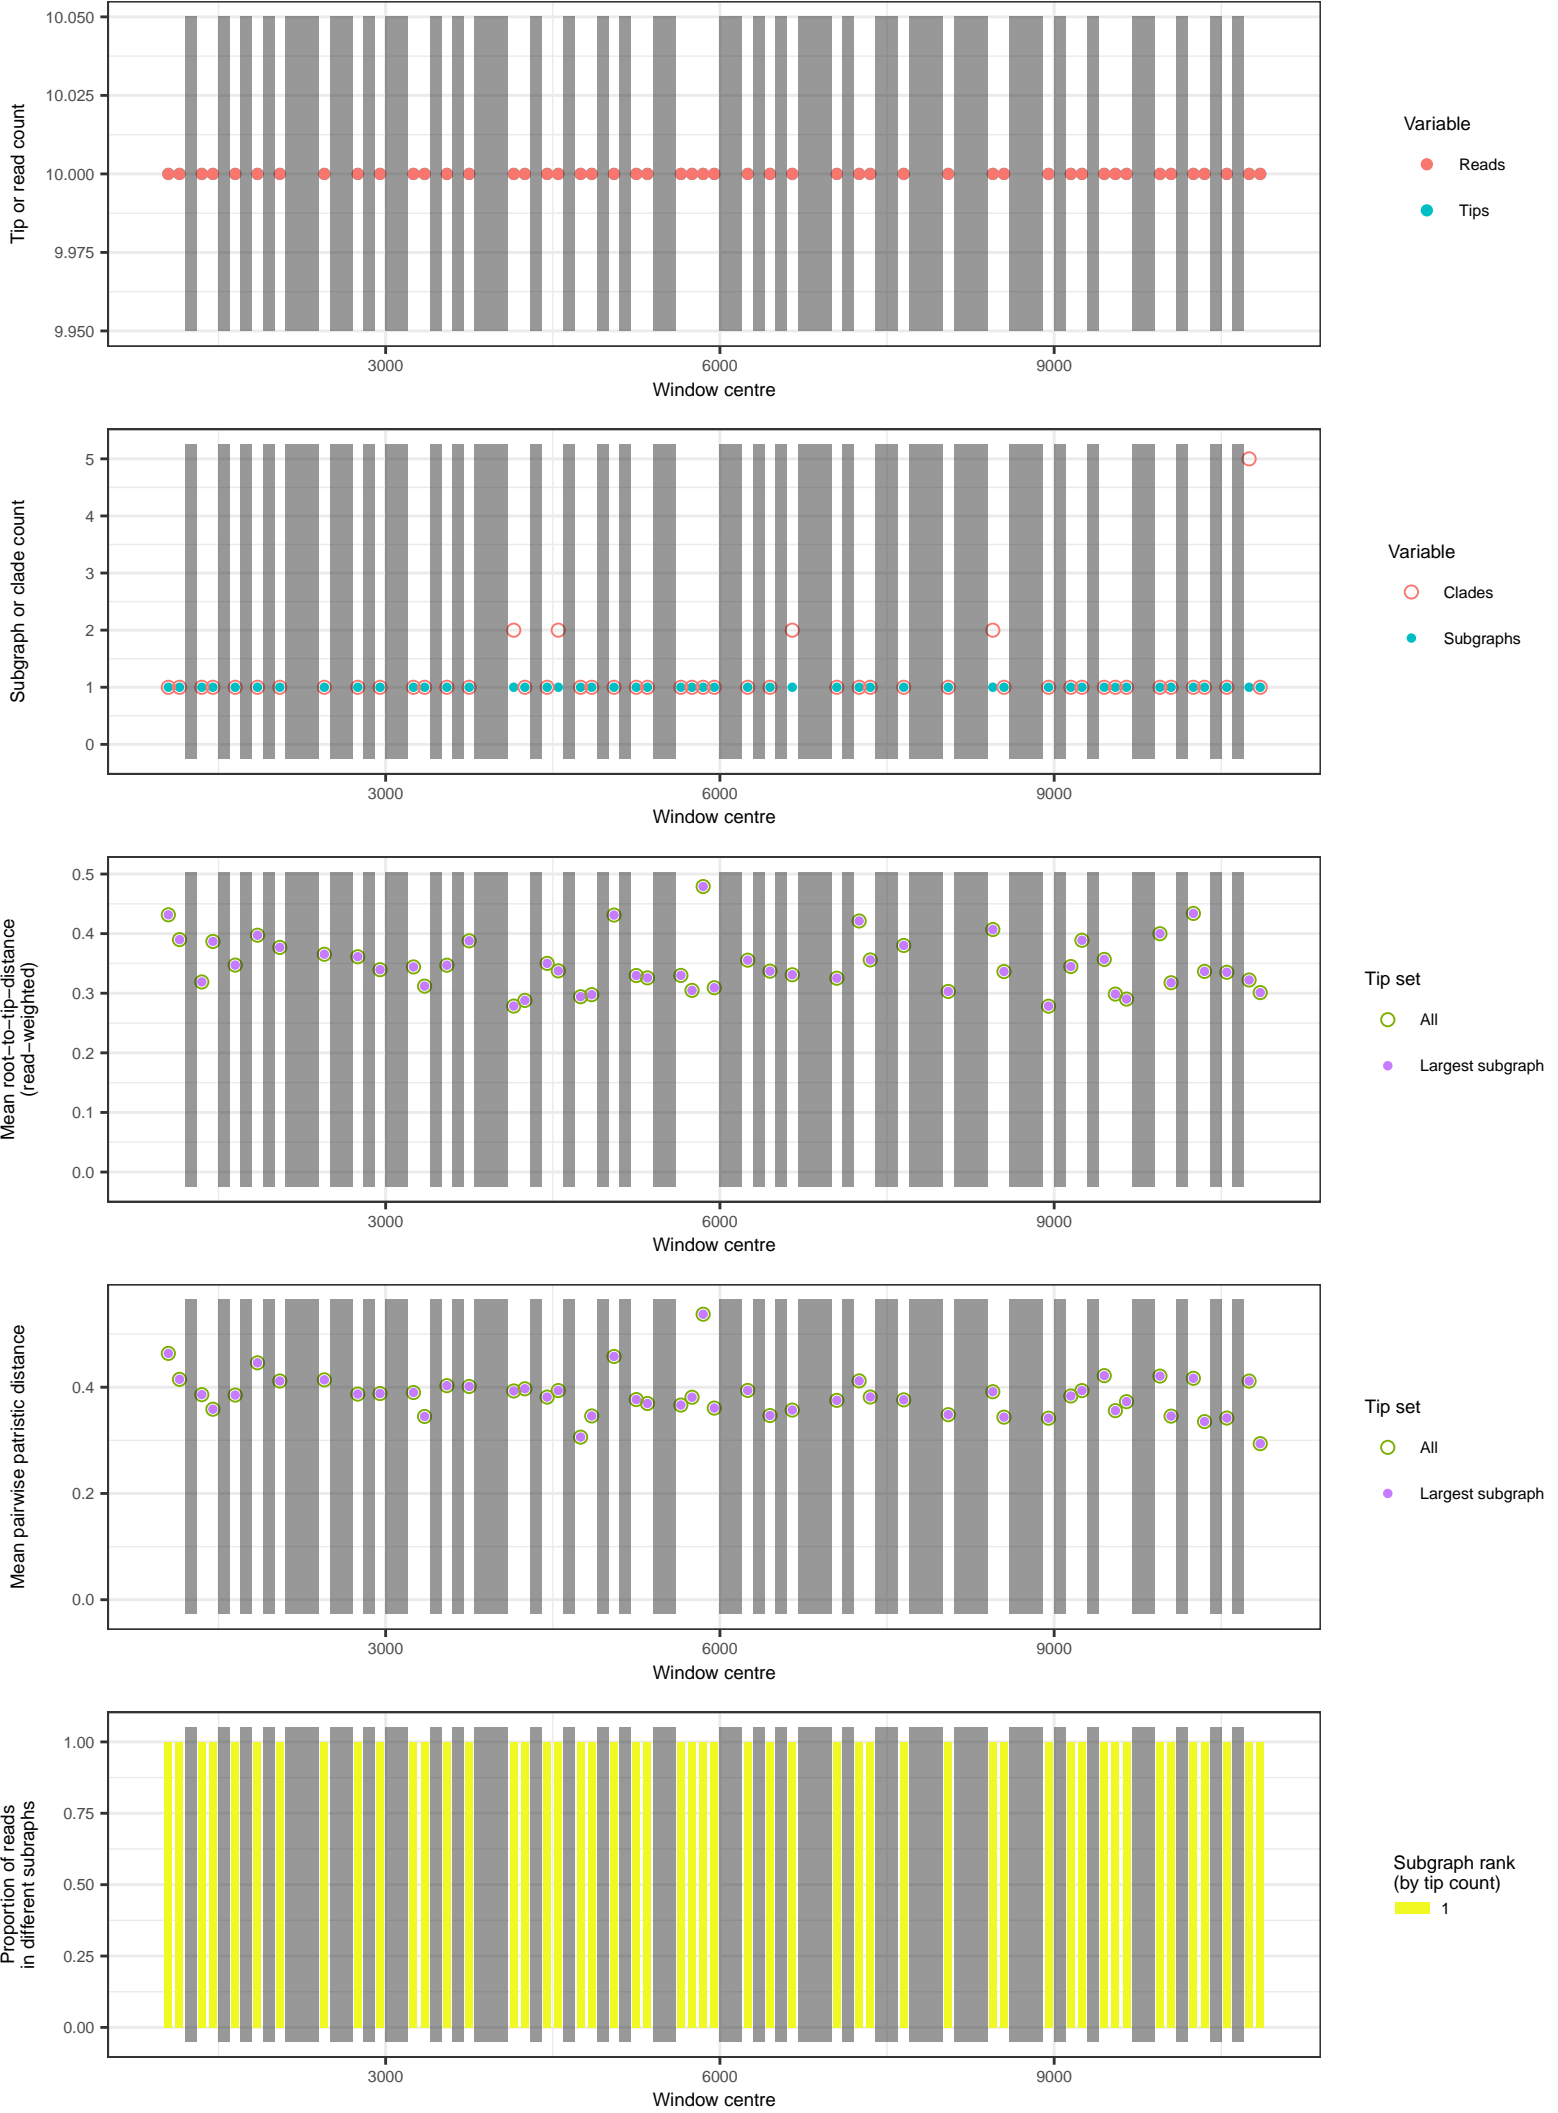 10.050
10.025
10.000
9.975
9.950
Tip or read count
3000
6000
9000
Window centre
Variable
Reads
Tips
5
4
3
2
1
0
Subgraph or clade count
3000
6000
9000
Window centre
Variable
Clades
Subgraphs
0.5
0.4
0.3
0.2
0.1
0.0
Mean root−to−tip−distance
(read−weighted)
3000
6000
9000
Window centre
Tip set
All
Largest subgraph
0.4
0.2
0.0
Mean pairwise patristic distance
3000
6000
9000
Window centre
Tip set
All
Largest subgraph
1.00
0.75
0.50
0.25
0.00
Proportion of reads
in different subraphs
3000
6000
9000
Window centre
Subgraph rank
(by tip count)
1